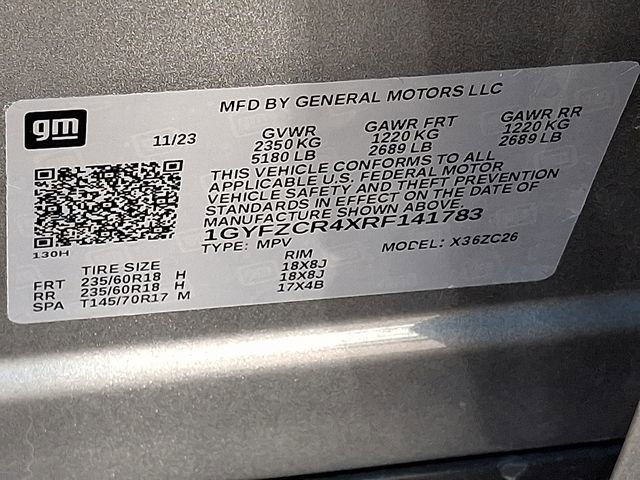 MFD BY GENERAL MOTORS LLC
gm
11/23
GVWR GAWR FRT GAWR RR
2350 KG 1220 KG 1220 KG
5180 LB 2689 LB 2689 LB
THIS VEHICLE CONFORMS TO ALL
APPLICABLE U.S. FEDERAL MOTOR
VEHICLE SAFETY AND THEFT PREVENTION
STANDARDS IN EFFECT ON THE DATE OF
MANUFACTURE SHOWN ABOVE.
1GYFZCR4XRF141783
TYPE: MPV MODEL: X36ZC26
130H
TIRE SIZE RIM
FRT 235/60R18 H 18X8J
RR 235/60R18 H 18X8J
SPA T145/70R17 M 17X4B